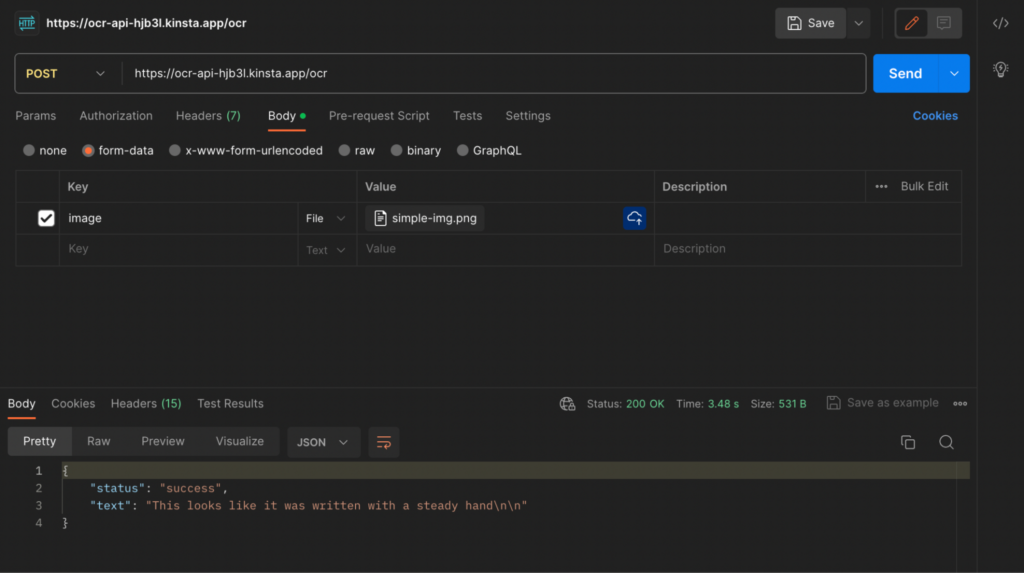 HTTP https://ocr-api-hjb3l.kinsta.app/ocr Save
POST https://ocr-api-hjb3l.kinsta.app/ocr Send
Params Authorization Headers (7) Body Pre-request Script Tests Settings Cookies
none form-data x-www-form-urlencoded raw binary GraphQL
Key Value Description ••• Bulk Edit
image File simple-img.png
Key Text Value Description
Body Cookies Headers (15) Test Results Status: 200 OK Time: 3.48 s Size: 531 B Save as example
Pretty Raw Preview Visualize JSON
1 {
2 "status": "success",
3 "text": "This looks like it was written with a steady hand\n\n"
4 }